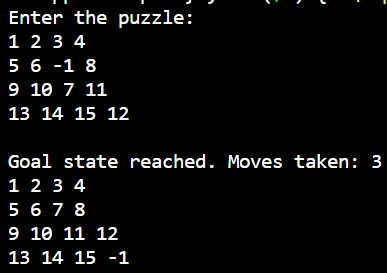 Enter the puzzle:
1 2 3 4
5 6 -1 8
9 10 7 11
13 14 15 12
Goal state reached. Moves taken: 3
1 2 3 4
5 6 7 8
9 10 11 12
13 14 15 -1